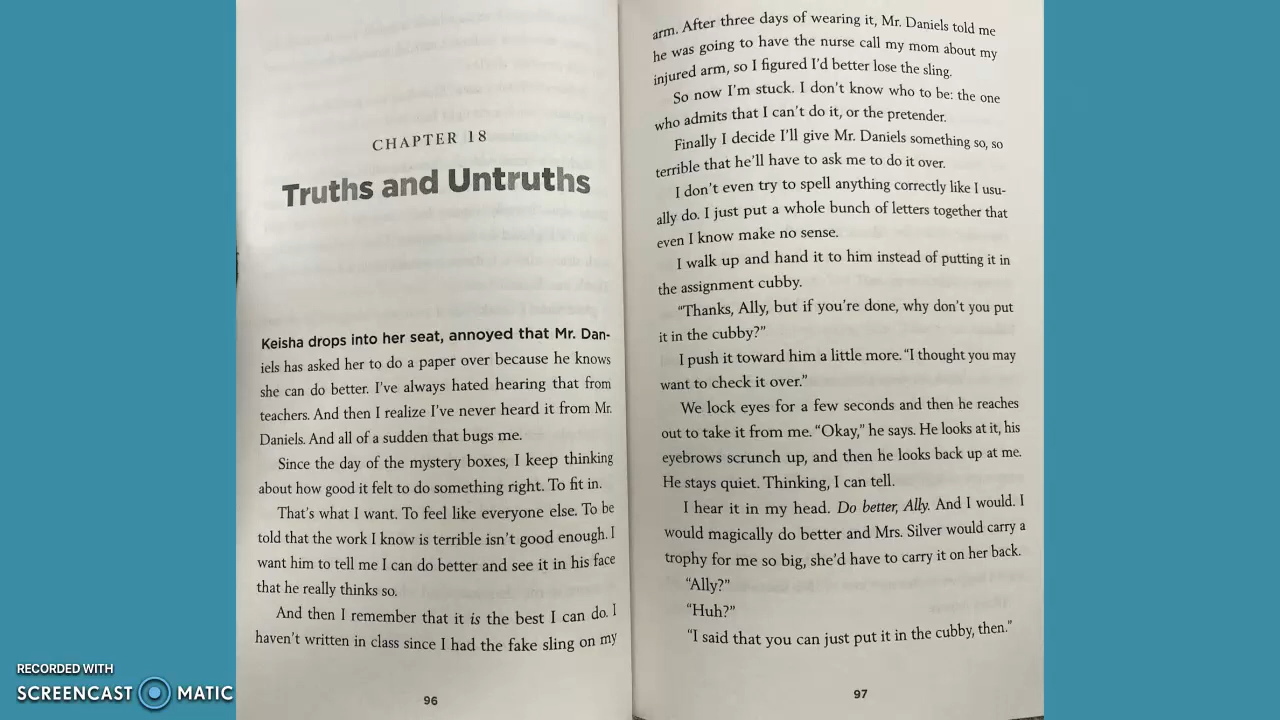 CHAPTER 18
Truths and Untruths
Keisha drops into her seat, annoyed that Mr. Dan-
iels has asked her to do a paper over because he knows
she can do better. I've always hated hearing that from
teachers. And then I realize I've never heard it from Mr.
Daniels. And all of a sudden that bugs me.
Since the day of the mystery boxes, I keep thinking
about how good it felt to do something right. To fit in.
That's what I want. To feel like everyone else. To be
told that the work I know is terrible isn't good enough. I
want him to tell me I can do better and see it in his face
that he really thinks so.
And then I remember that it is the best I can do. I
haven't written in class since I had the fake sling on my
96
arm. After three days of wearing it, Mr. Daniels told me
he was going to have the nurse call my mom about my
injured arm, so I figured I'd better lose the sling.
So now I'm stuck. I don't know who to be: the one
who admits that I can't do it, or the pretender.
Finally I decide I'll give Mr. Daniels something so, so
terrible that he'll have to ask me to do it over.
I don't even try to spell anything correctly like I usu-
ally do. I just put a whole bunch of letters together that
even I know make no sense.
I walk up and hand it to him instead of putting it in
the assignment cubby.
"Thanks, Ally, but if you're done, why don't you put
it in the cubby?"
I push it toward him a little more. "I thought you may
want to check it over."
We lock eyes for a few seconds and then he reaches
out to take it from me. "Okay," he says. He looks at it, his
eyebrows scrunch up, and then he looks back up at me.
He stays quiet. Thinking, I can tell.
I hear it in my head. Do better, Ally. And I would. I
would magically do better and Mrs. Silver would carry a
trophy for me so big, she'd have to carry it on her back.
"Ally?"
"Huh?"
"I said that you can just put it in the cubby, then."
97
RECORDED WITH
SCREENCAST MATIC